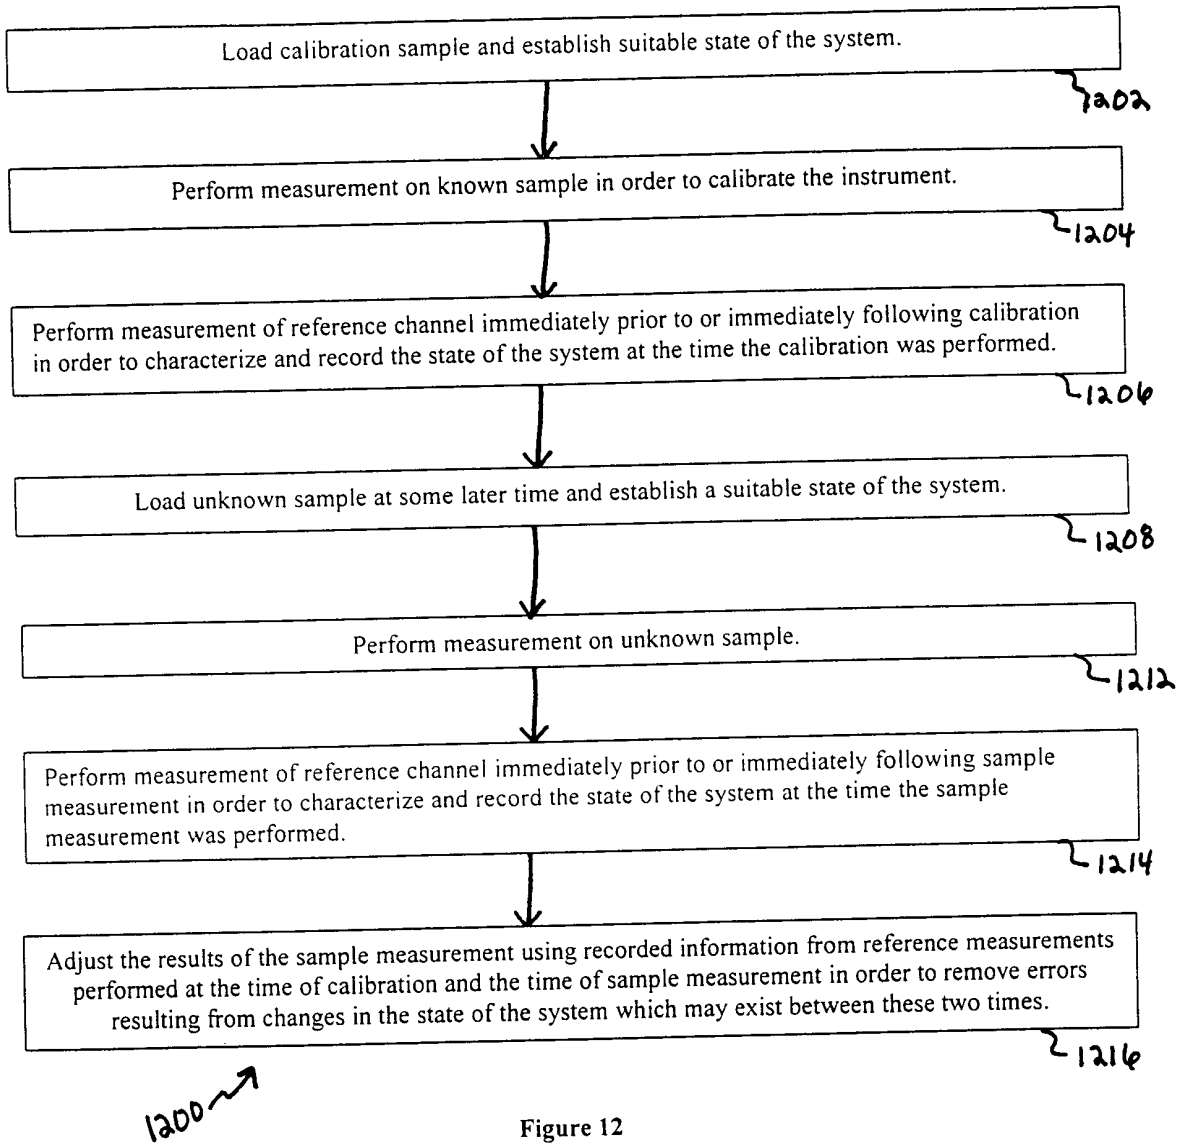 Load calibration sample and establish suitable state of the system.
1202
Perform measurement on known sample in order to calibrate the instrument.
1204
Perform measurement of reference channel immediately prior to or immediately following calibration
in order to characterize and record the state of the system at the time the calibration was performed.
1206
Load unknown sample at some later time and establish a suitable state of the system.
1208
Perform measurement on unknown sample.
1212
Perform measurement of reference channel immediately prior to or immediately following sample
measurement in order to characterize and record the state of the system at the time the sample
measurement was performed.
1214
Adjust the results of the sample measurement using recorded information from reference measurements
performed at the time of calibration and the time of sample measurement in order to remove errors
resulting from changes in the state of the system which may exist between these two times.
1216
1200
Figure 12